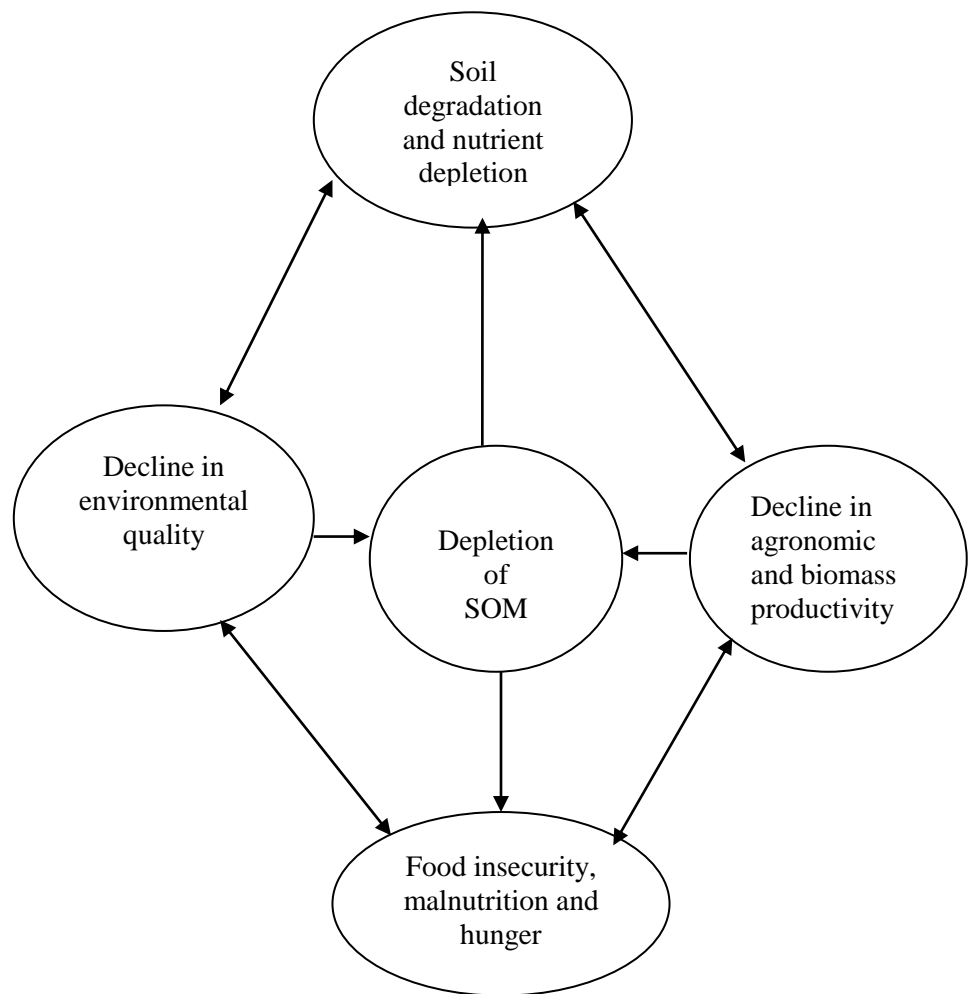 Soil
degradation
and nutrient
depletion
Decline in
environmental
quality
Depletion
of
SOM
Decline in
agronomic
and biomass
productivity
Food insecurity,
malnutrition and
hunger